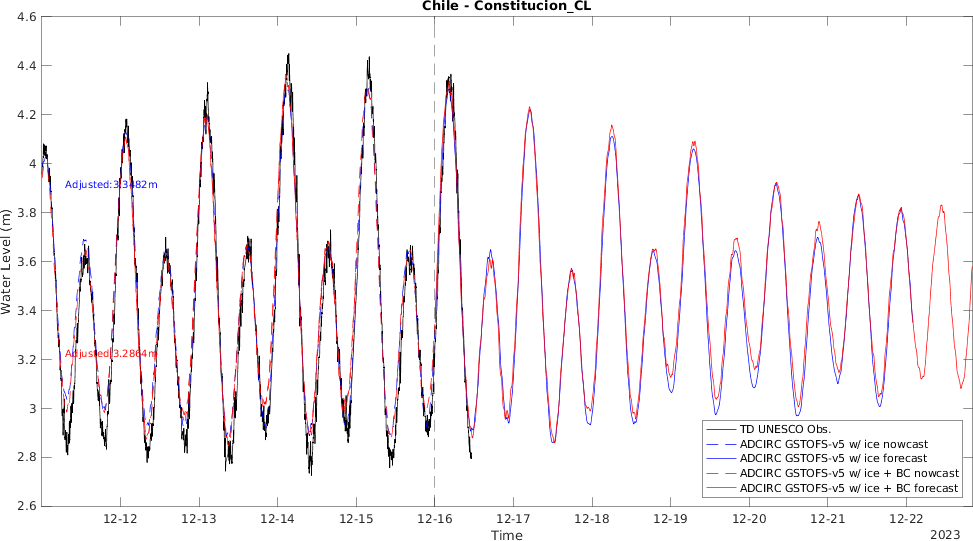 Chile - Constitucion_CL
4.6
4.4
4.2
4
3.8
3.6
3.4
3.2
3
2.8
2.6
Water Level (m)
Adjusted:3.3482m
Adjusted:3.2864m
TD UNESCO Obs.
ADCIRC GSTOFS-v5 w/ ice nowcast
ADCIRC GSTOFS-v5 w/ ice forecast
ADCIRC GSTOFS-v5 w/ ice + BC nowcast
ADCIRC GSTOFS-v5 w/ ice + BC forecast
12-12 12-13 12-14 12-15 12-16 12-17 12-18 12-19 12-20 12-21 12-22
Time
2023